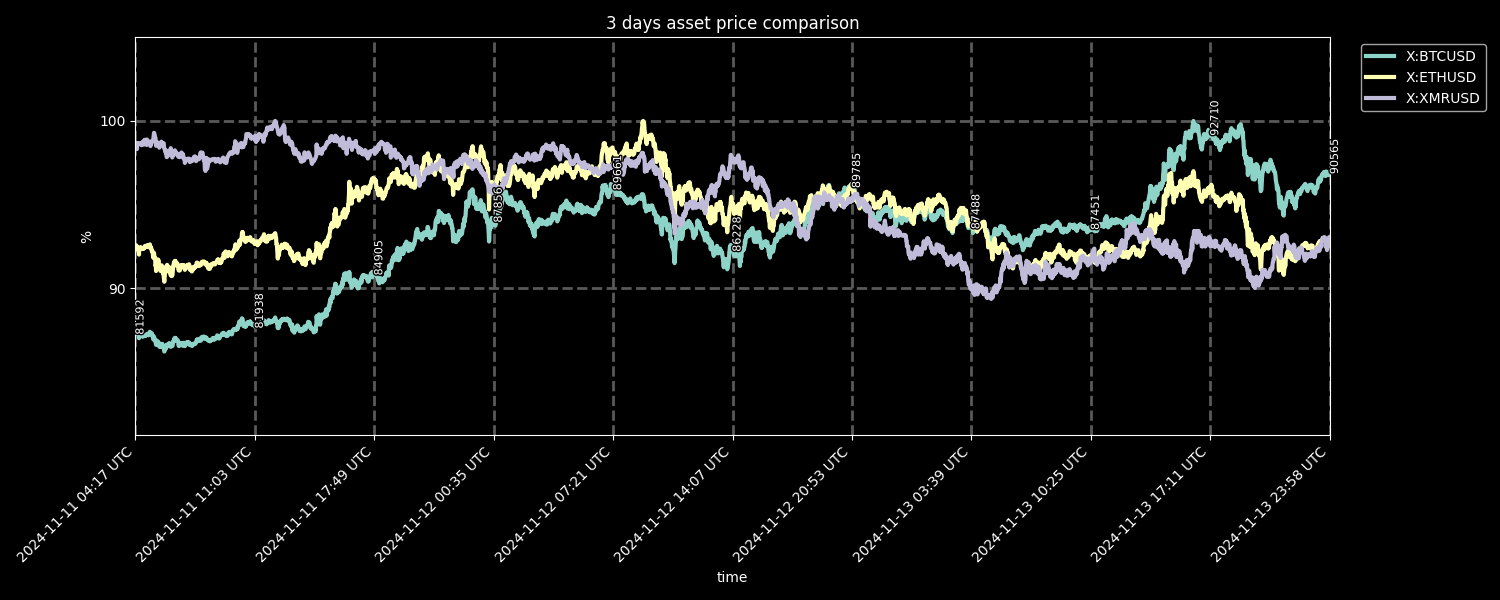 3 days asset price comparison
X:BTCUSD
X:ETHUSD
X:XMRUSD
100
90
%
81592
81938
84905
87856
89661
86228
89785
87488
87451
92710
90565
2024-11-11 04:17 UTC
2024-11-11 11:03 UTC
2024-11-11 17:49 UTC
2024-11-12 00:35 UTC
2024-11-12 07:21 UTC
2024-11-12 14:07 UTC
2024-11-12 20:53 UTC
2024-11-13 03:39 UTC
2024-11-13 10:25 UTC
2024-11-13 17:11 UTC
2024-11-13 23:58 UTC
time